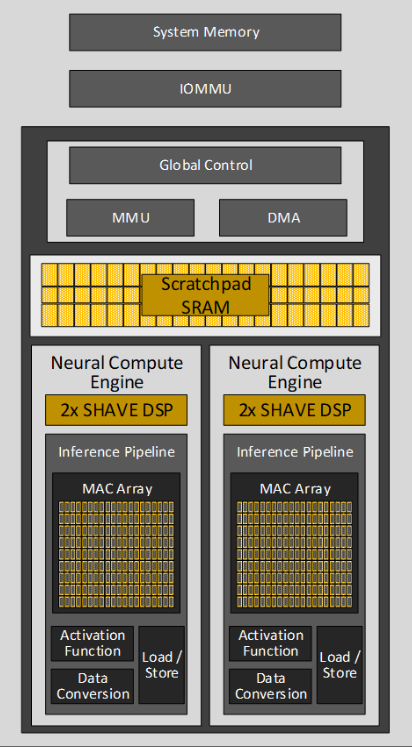 System Memory
IOMMU
Global Control
MMU
DMA
Scratchpad
SRAM
Neural Compute
Engine
2x SHAVE DSP
Inference Pipeline
MAC Array
Activation
Function
Data
Conversion
Load /
Store
Neural Compute
Engine
2x SHAVE DSP
Inference Pipeline
MAC Array
Activation
Function
Data
Conversion
Load /
Store